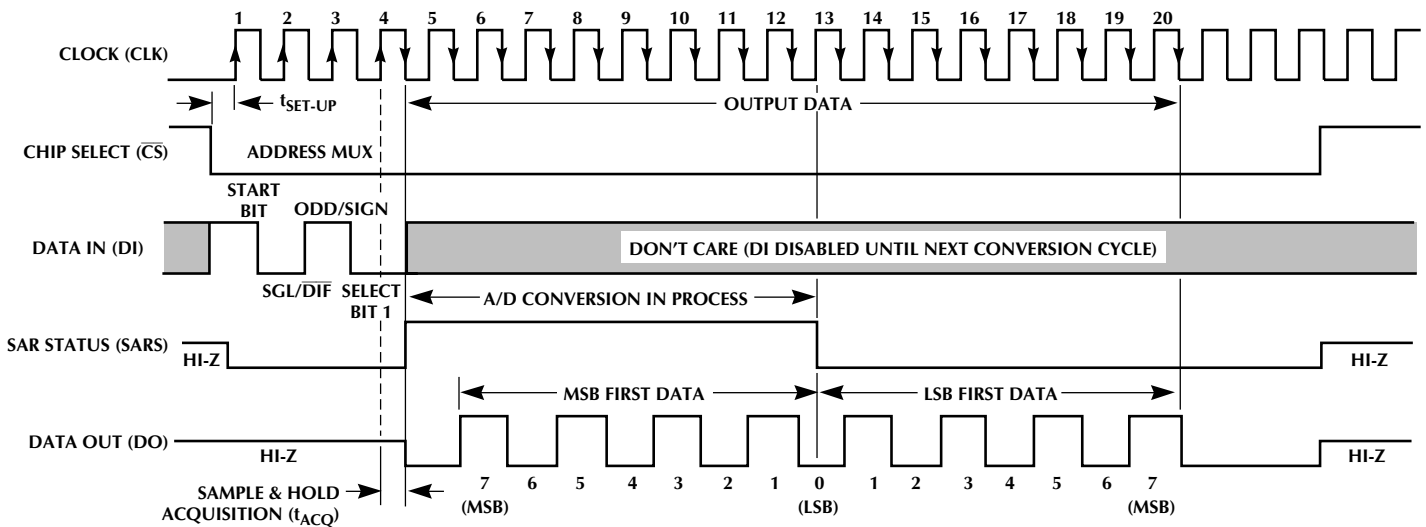 1 2 3 4 5 6 7 8 9 10 11 12 13 14 15 16 17 18 19 20
CLOCK (CLK)
tSET-UP
OUTPUT DATA
CHIP SELECT (C̅S̅)
ADDRESS MUX
START
BIT
ODD/SIGN
DATA IN (DI)
DON'T CARE (DI DISABLED UNTIL NEXT CONVERSION CYCLE)
SGL/D̅I̅F̅
SELECT
BIT 1
A/D CONVERSION IN PROCESS
SAR STATUS (SARS)
HI-Z
HI-Z
MSB FIRST DATA
LSB FIRST DATA
DATA OUT (DO)
HI-Z
HI-Z
7 6 5 4 3 2 1 0 1 2 3 4 5 6 7
(MSB) (LSB) (MSB)
SAMPLE & HOLD
ACQUISITION (tACQ)